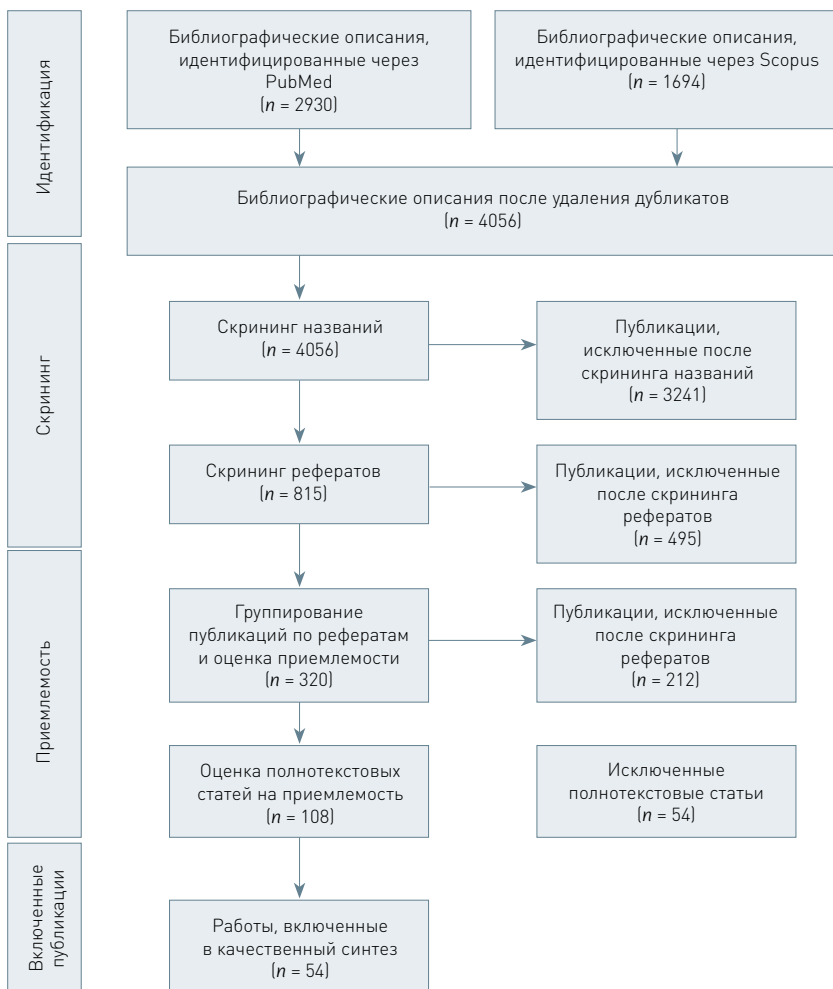 Идентификация
Библиографические описания,
идентифицированные через
PubMed
(n = 2930)
Библиографические описания,
идентифицированные через Scopus
(n = 1694)
Библиографические описания после удаления дубликатов
(n = 4056)
Скрининг
Скрининг названий
(n = 4056)
Публикации,
исключенные после
скрининга названий
(n = 3241)
Скрининг рефератов
(n = 815)
Публикации, исключенные
после скрининга
рефератов
(n = 495)
Приемлемость
Группирование
публикаций по рефератам
и оценка приемлемости
(n = 320)
Публикации, исключенные
после скрининга
рефератов
(n = 212)
Оценка полнотекстовых
статей на приемлемость
(n = 108)
Исключенные
полнотекстовые статьи
(n = 54)
Включенные
публикации
Работы, включенные
в качественный синтез
(n = 54)